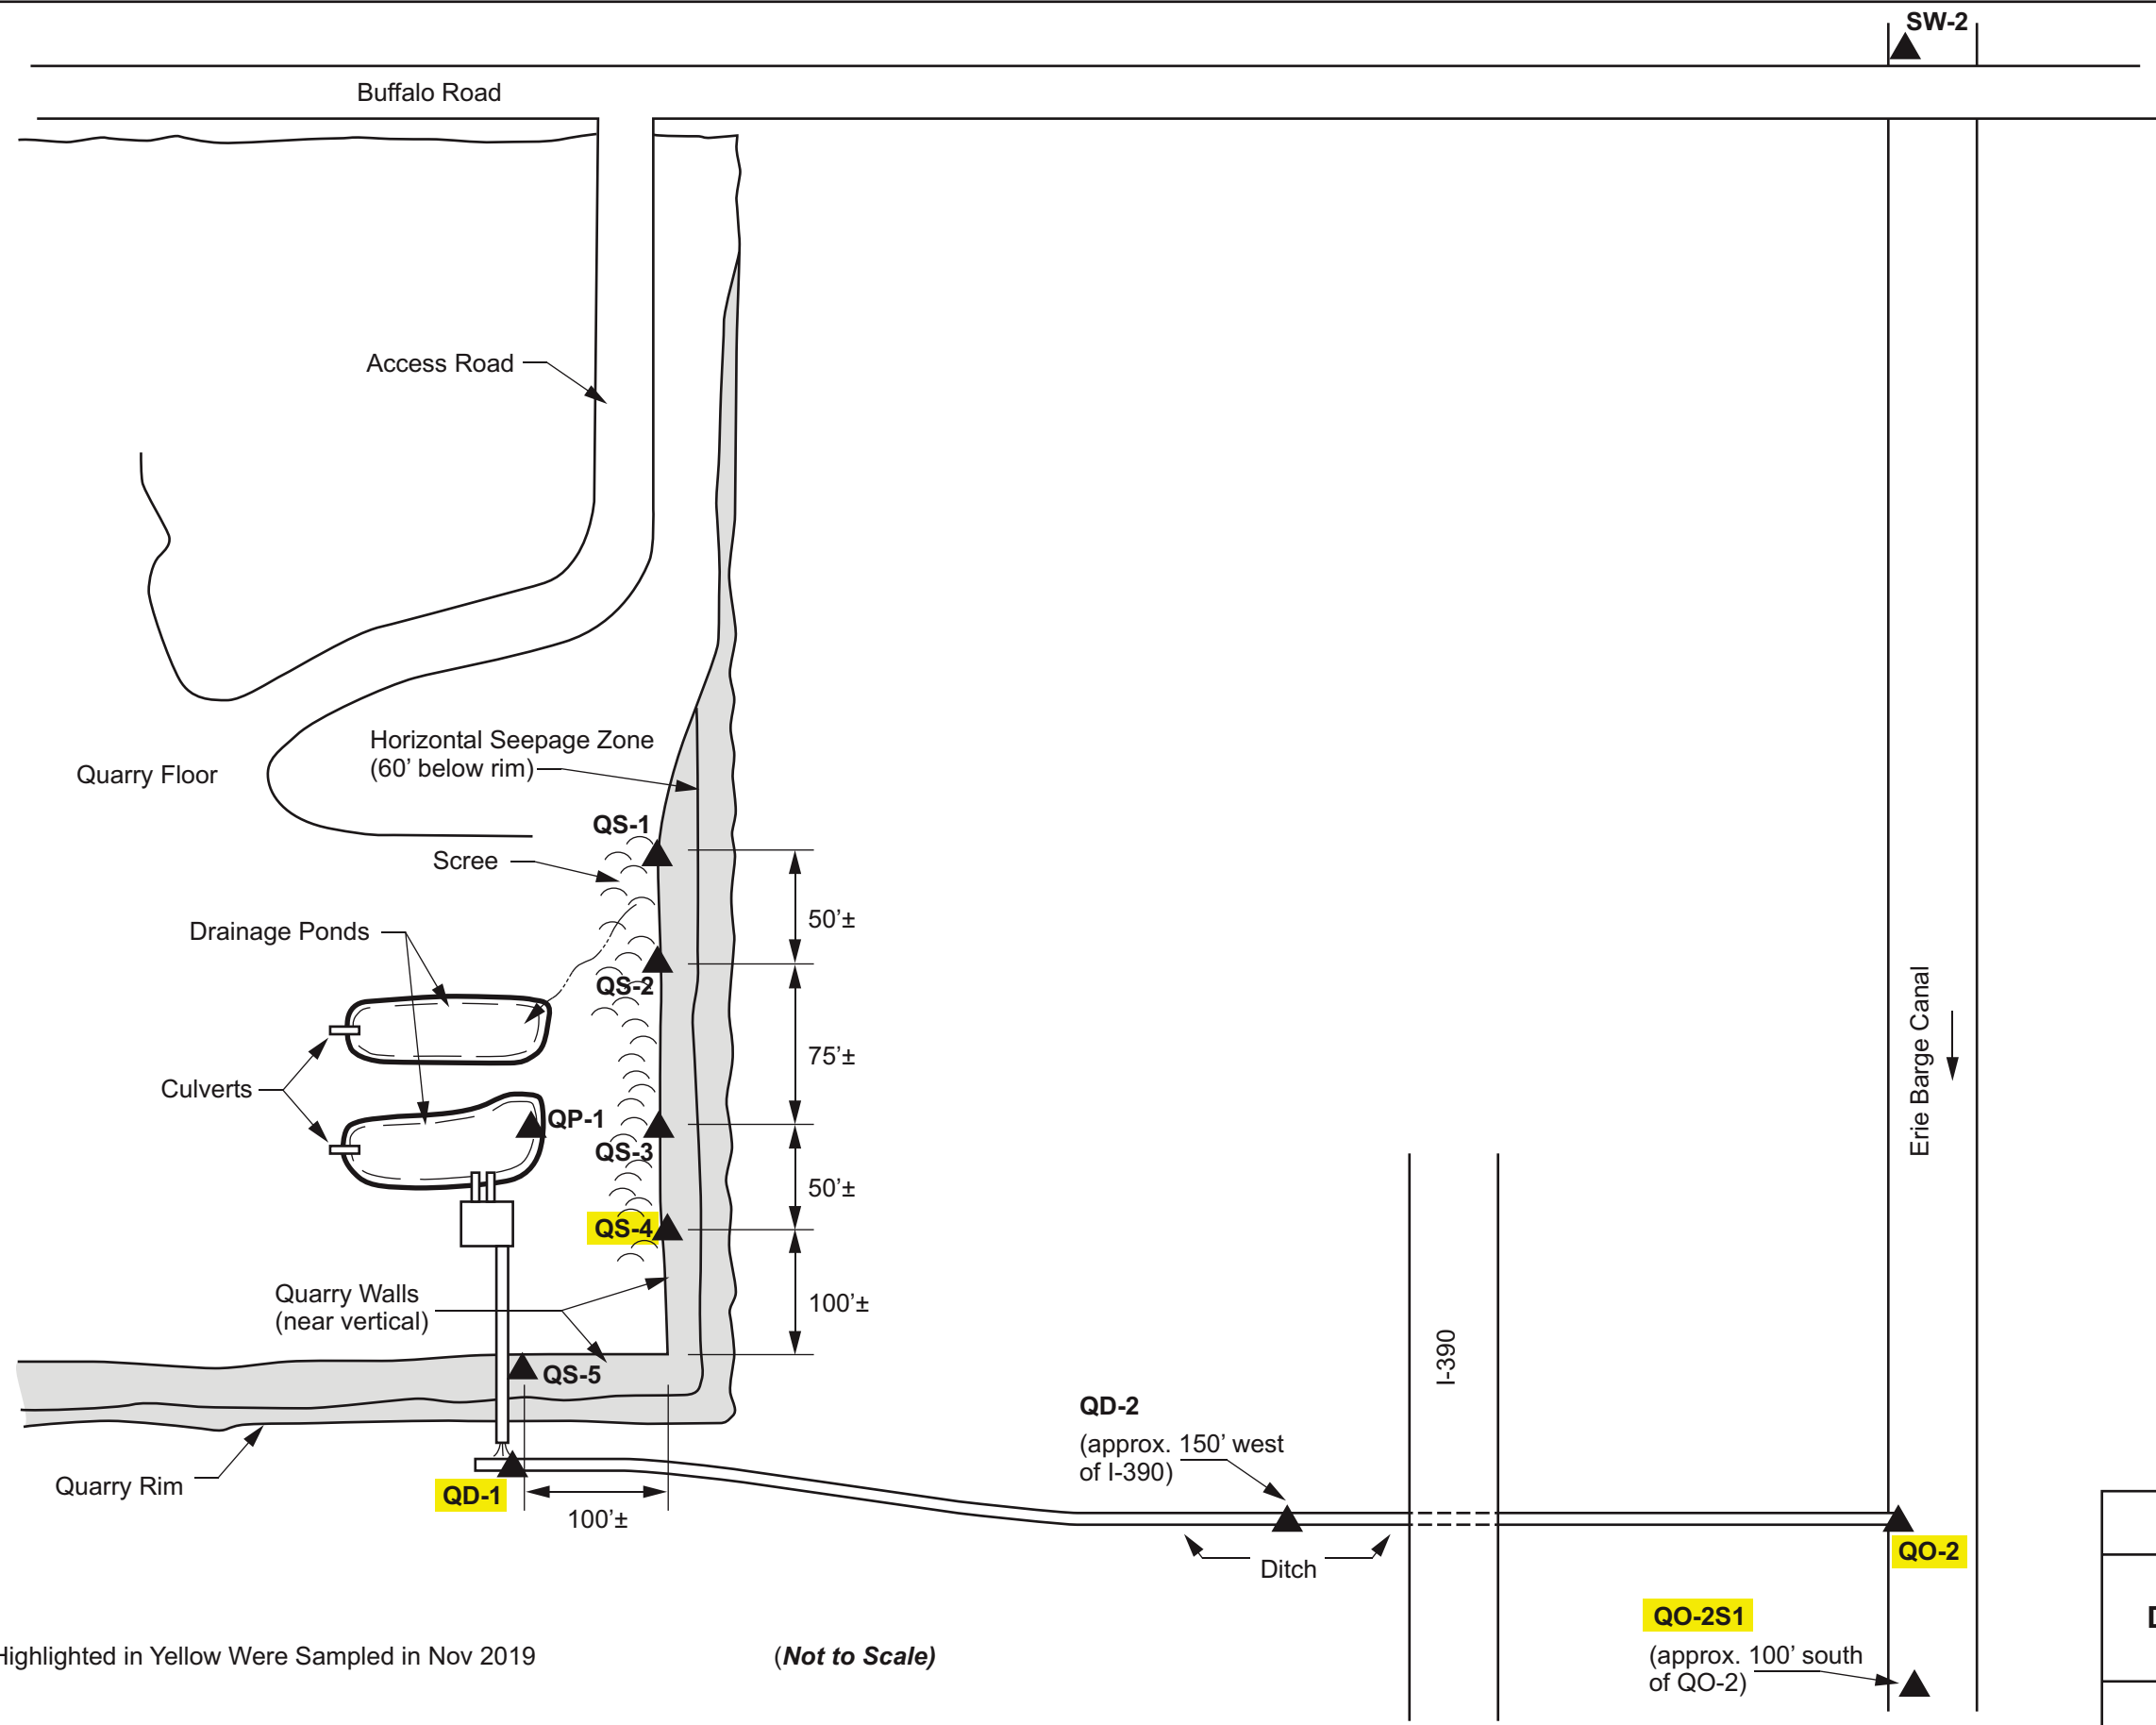 SW-2
Buffalo Road
Access Road
Horizontal Seepage Zone
(60’ below rim)
Quarry Floor
QS-1
Scree
50’±
Drainage Ponds
QS-2
75’±
Erie Barge Canal
Culverts
QP-1
QS-3
50’±
QS-4
Quarry Walls
(near vertical)
100’±
I-390
QS-5
QD-2
(approx. 150’ west
of I-390)
Quarry Rim
QD-1
100’±
Ditch
QO-2
QO-2S1
(approx. 100’ south
of QO-2)
Highlighted in Yellow Were Sampled in Nov 2019
(Not to Scale)